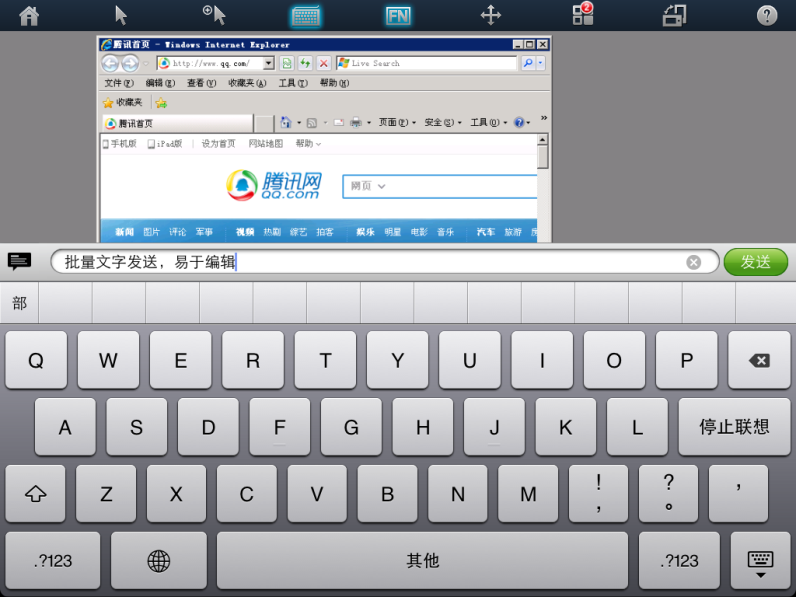 FN
2
?
腾讯首页 - Windows Internet Explorer
http://www.qq.com/
Live Search
文件(F) 编辑(E) 查看(V) 收藏夹(A) 工具(T) 帮助(H)
收藏夹
腾讯首页
页面(P) 安全(S) 工具(O) »
手机版 iPad版 | 设为首页 网站地图 帮助
腾讯网
QQ.com
网页
新闻 图片 评论 军事 视频 热剧 综艺 拍客 娱乐 明星 电影 音乐 汽车 旅游
批量文字发送，易于编辑
发送
部
Q W E R T Y U I O P
A S D F G H J K L 停止联想
Z X C V B N M ! , ? 。 ,
.?123 其他 .?123